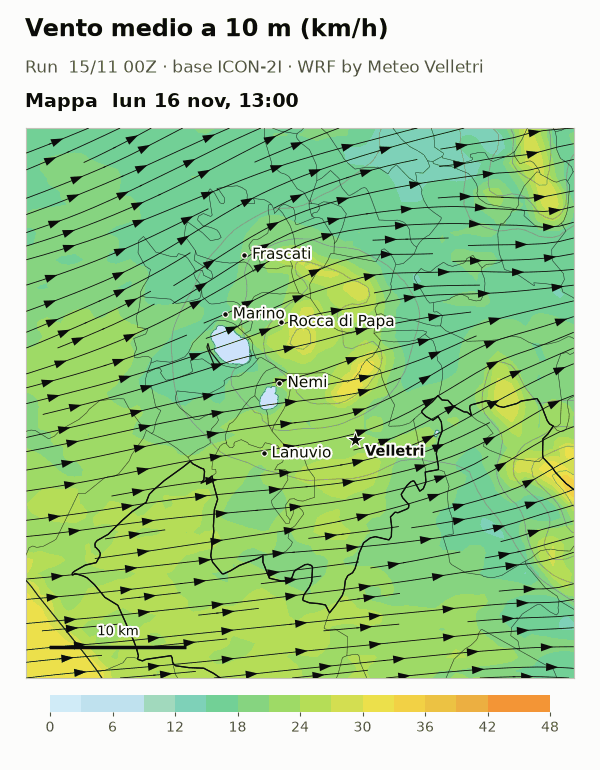 Vento medio a 10 m (km/h)
Run 15/11 00Z · base ICON-2I · WRF by Meteo Velletri
Mappa lun 16 nov, 13:00
Frascati
Marino
Rocca di Papa
Nemi
Velletri
Lanuvio
10 km
0 6 12 18 24 30 36 42 48